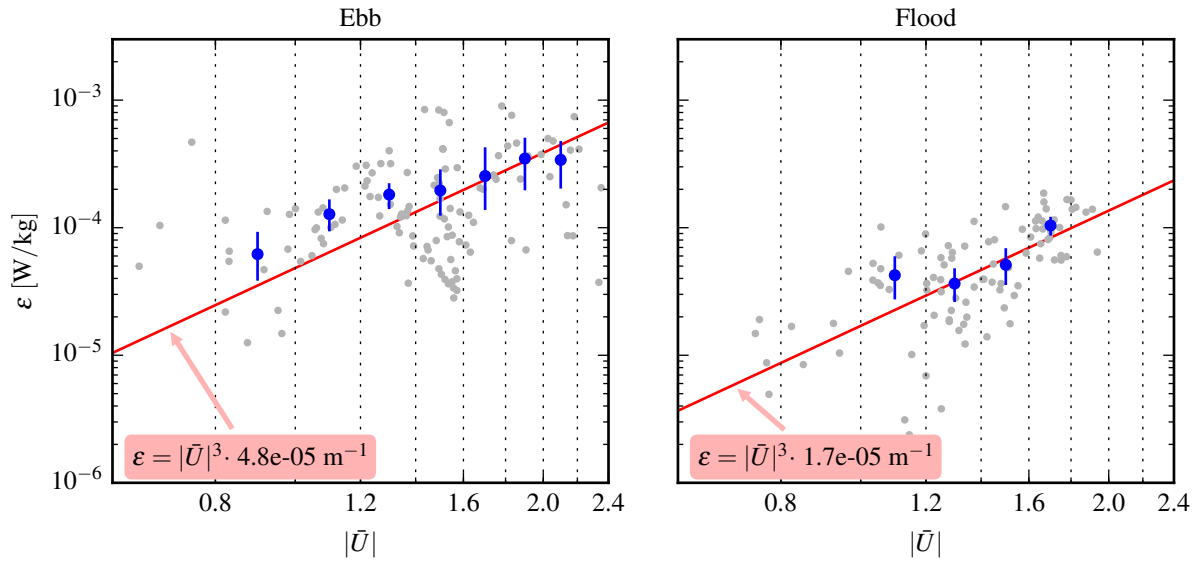 Ebb
Flood
ε [W/kg]
10⁻³
10⁻⁴
10⁻⁵
10⁻⁶
ε = |Ū|³ · 4.8e-05 m⁻¹
ε = |Ū|³ · 1.7e-05 m⁻¹
0.8 1.2 1.6 2.0 2.4
0.8 1.2 1.6 2.0 2.4
|Ū|
|Ū|